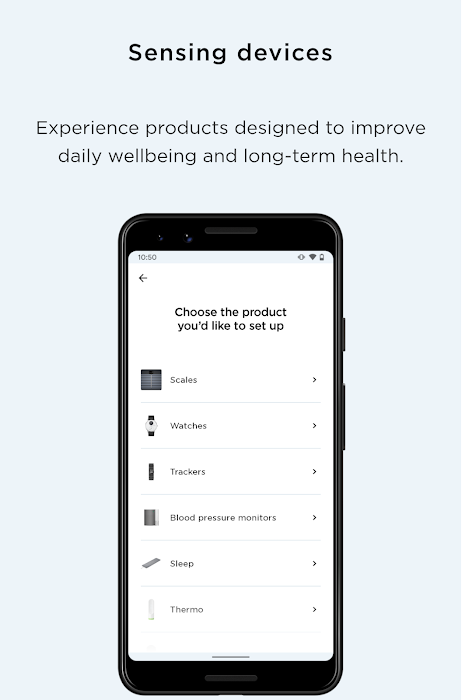 Sensing devices
Experience products designed to improve
daily wellbeing and long-term health.
10:50
Choose the product
you'd like to set up
Scales
Watches
Trackers
Blood pressure monitors
Sleep
Thermo